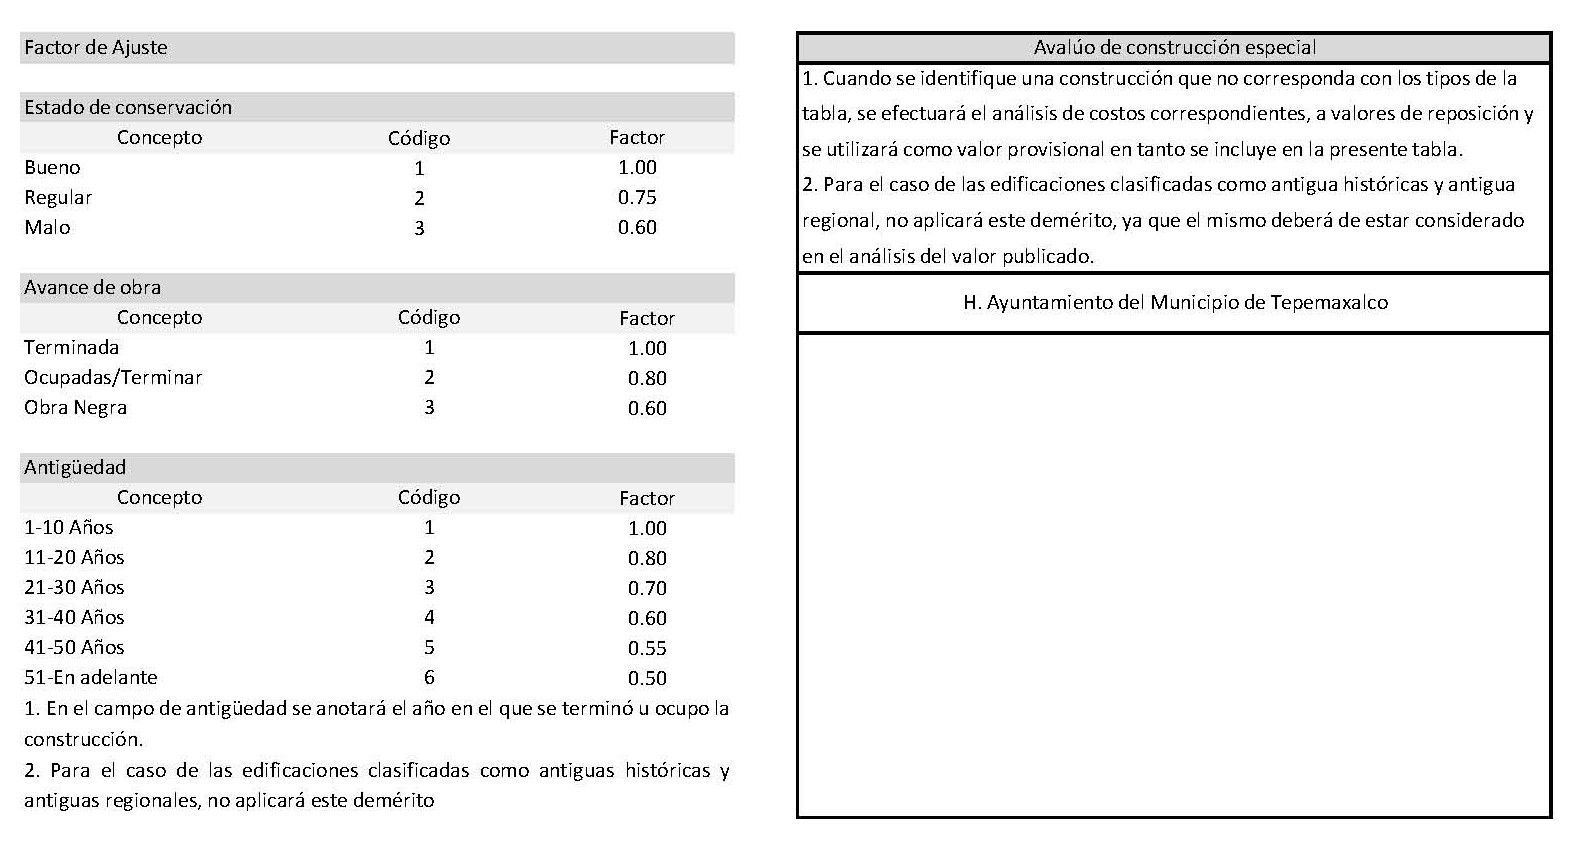 Factor de Ajuste
Estado de conservación
Concepto Código Factor
Bueno 1 1.00
Regular 2 0.75
Malo 3 0.60
Avance de obra
Concepto Código Factor
Terminada 1 1.00
Ocupadas/Terminar 2 0.80
Obra Negra 3 0.60
Antigüedad
Concepto Código Factor
1-10 Años 1 1.00
11-20 Años 2 0.80
21-30 Años 3 0.70
31-40 Años 4 0.60
41-50 Años 5 0.55
51-En adelante 6 0.50
1. En el campo de antigüedad se anotará el año en el que se terminó u ocupo la
construcción.
2. Para el caso de las edificaciones clasificadas como antiguas históricas y
antiguas regionales, no aplicará este demérito
Avalúo de construcción especial
1. Cuando se identifique una construcción que no corresponda con los tipos de la
tabla, se efectuará el análisis de costos correspondientes, a valores de reposición y
se utilizará como valor provisional en tanto se incluye en la presente tabla.
2. Para el caso de las edificaciones clasificadas como antigua históricas y antigua
regional, no aplicará este demérito, ya que el mismo deberá de estar considerado
en el análisis del valor publicado.
H. Ayuntamiento del Municipio de Tepemaxalco